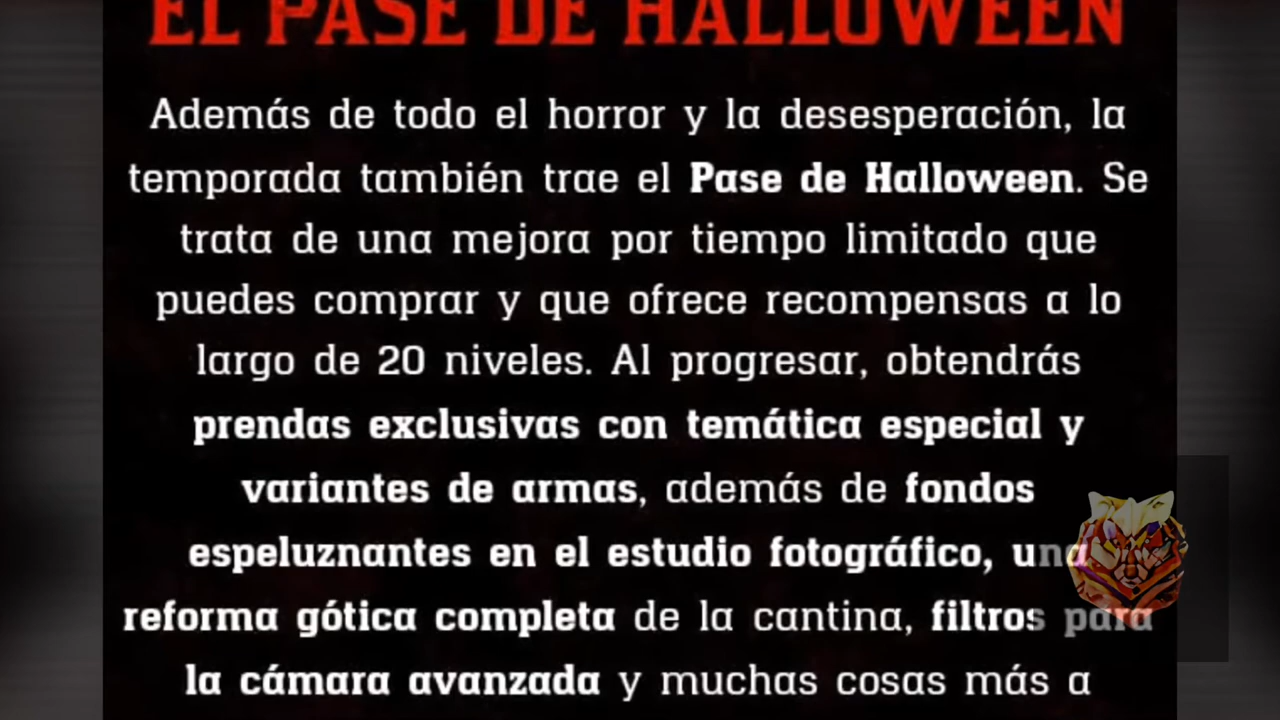 EL PASE DE HALLOWEEN
Además de todo el horror y la desesperación, la
temporada también trae el Pase de Halloween. Se
trata de una mejora por tiempo limitado que
puedes comprar y que ofrece recompensas a lo
largo de 20 niveles. Al progresar, obtendrás
prendas exclusivas con temática especial y
variantes de armas, además de fondos
espeluznantes en el estudio fotográfico, una
reforma gótica completa de la cantina, filtros para
la cámara avanzada y muchas cosas más a